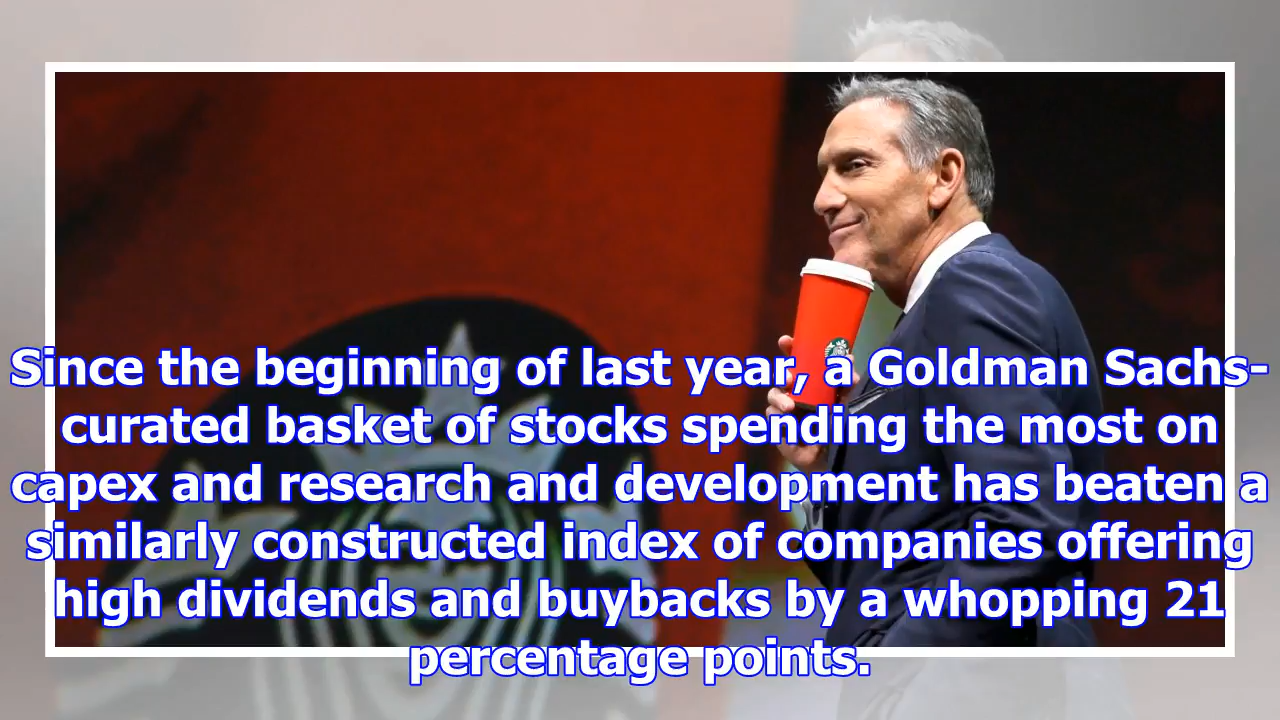 Since the beginning of last year, a Goldman Sachs-
curated basket of stocks spending the most on
capex and research and development has beaten a
similarly constructed index of companies offering
high dividends and buybacks by a whopping 21
percentage points.